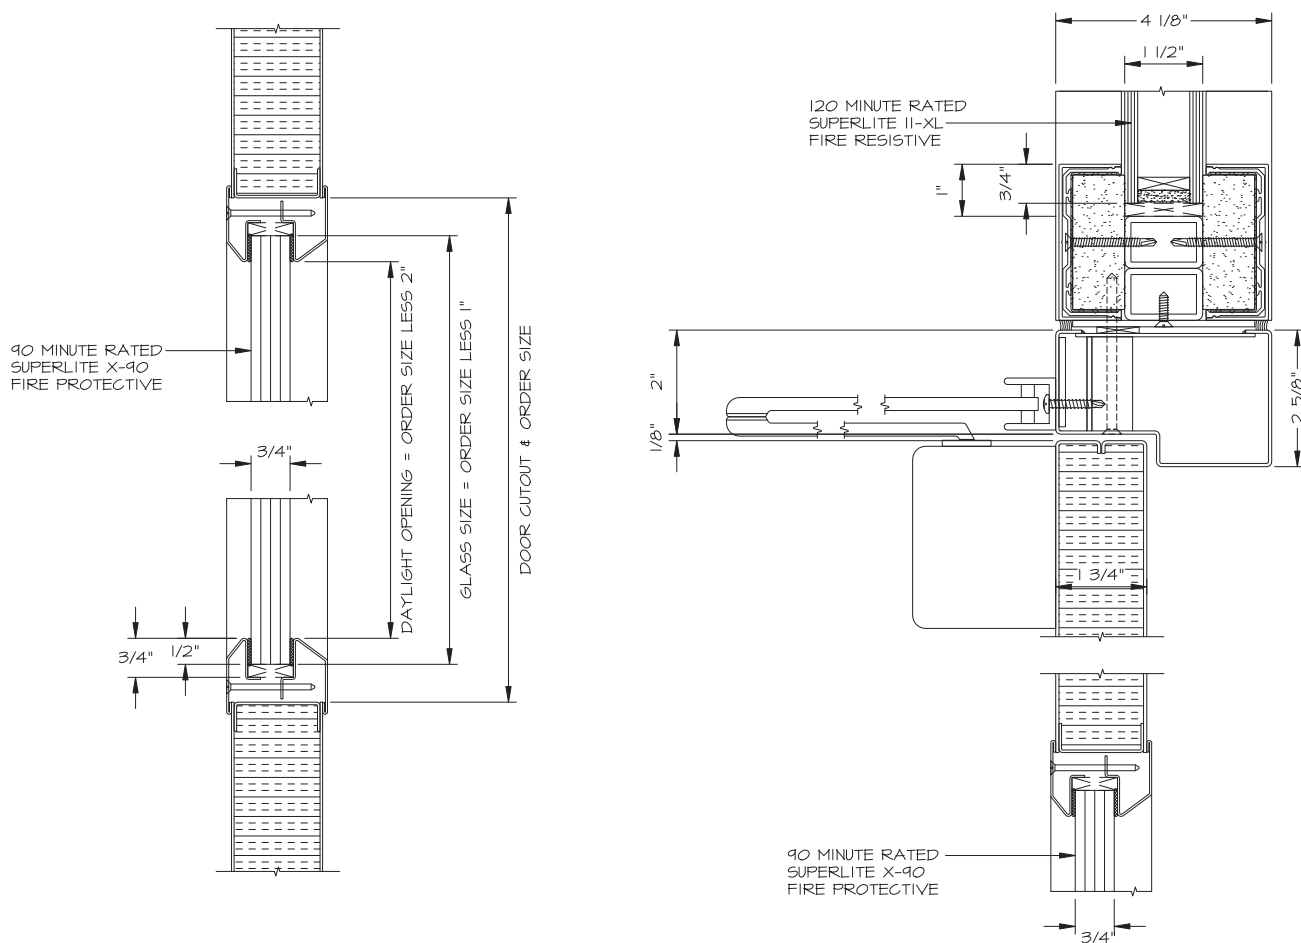 90 MINUTE RATED
SUPERLITE X-90
FIRE PROTECTIVE
3/4"
3/4"
1/2"
DAYLIGHT OPENING = ORDER SIZE LESS 2"
GLASS SIZE = ORDER SIZE LESS 1"
DOOR CUTOUT & ORDER SIZE
4 1/8"
1 1/2"
120 MINUTE RATED
SUPERLITE II-XL
FIRE RESISTIVE
1"
3/4"
2"
1/8"
2 5/8"
1 3/4"
90 MINUTE RATED
SUPERLITE X-90
FIRE PROTECTIVE
3/4"